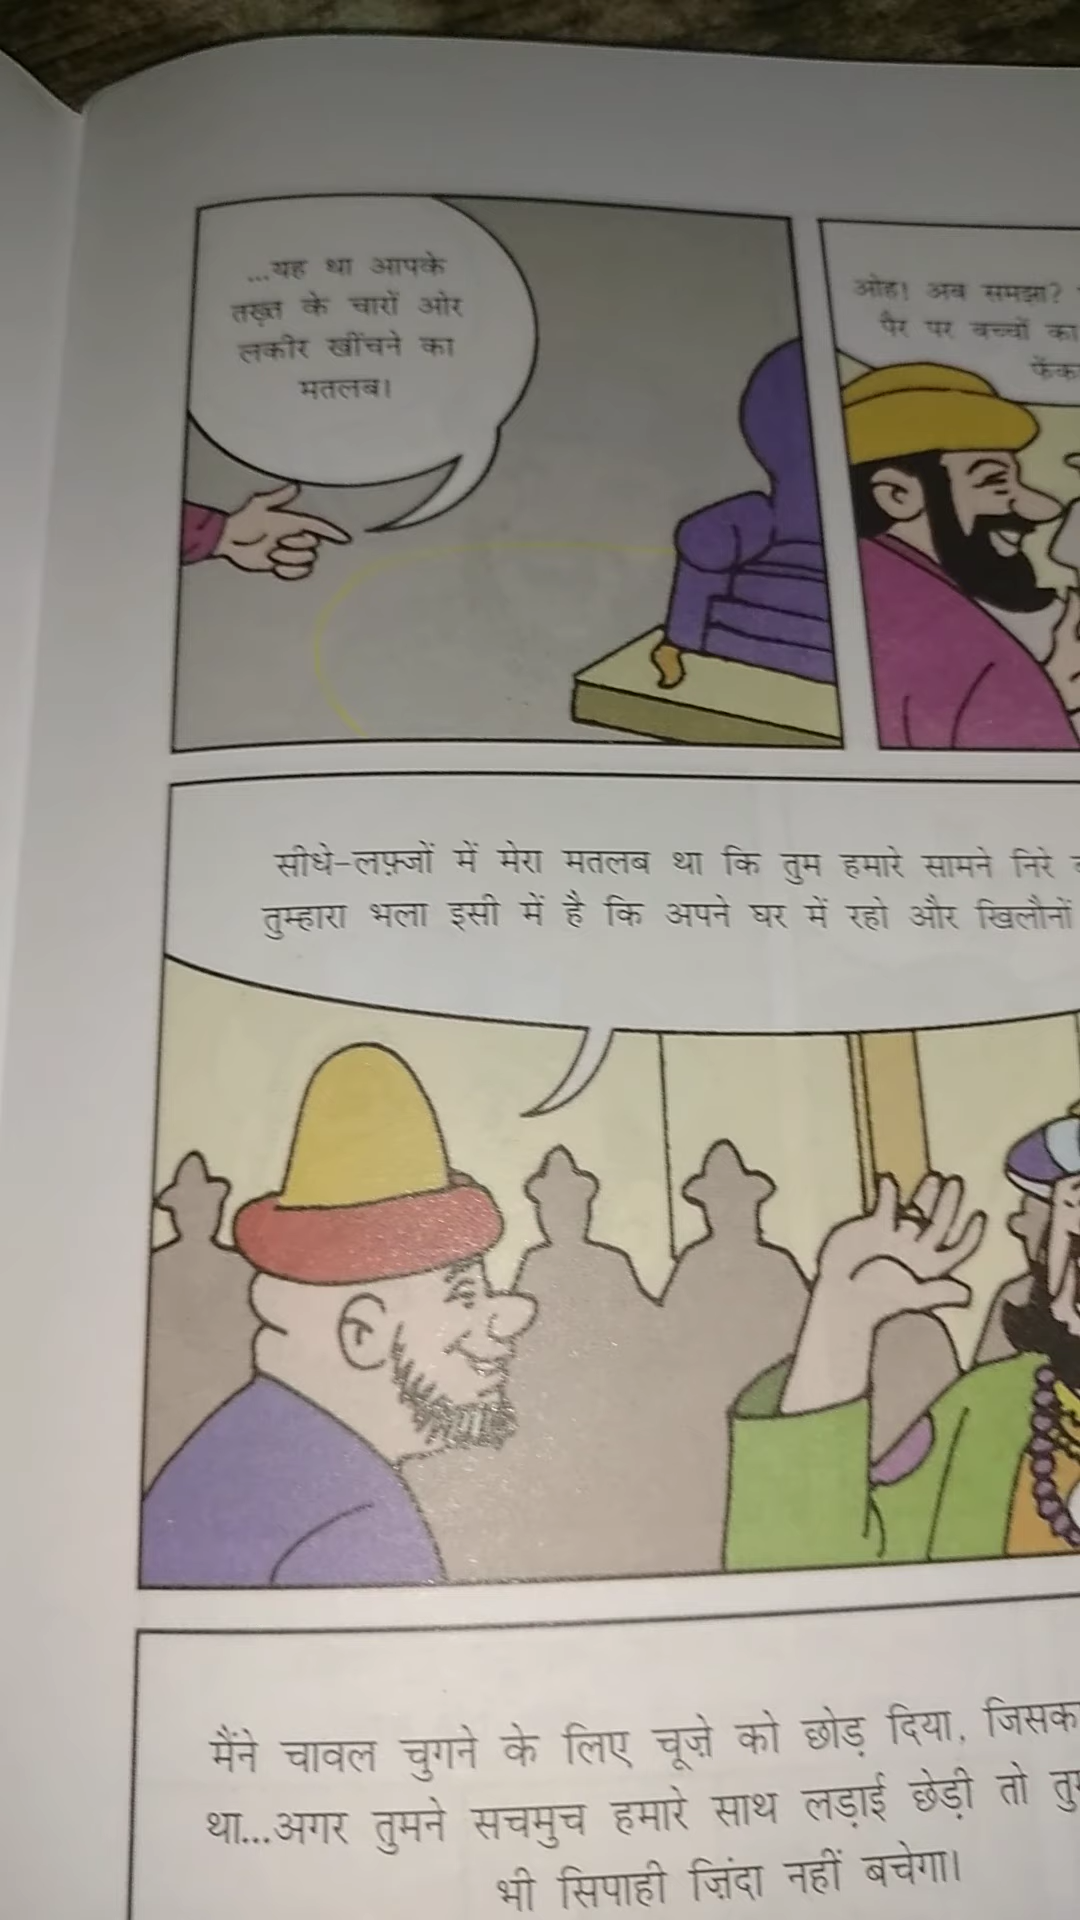 ...यह था आपके
तख़्त के चारों ओर
लकीर खींचने का
मतलब।
ओह! अब समझा?
पैर पर बच्चों का
फेंक
सीधे-लफ़्जों में मेरा मतलब था कि तुम हमारे सामने निरे
तुम्हारा भला इसी में है कि अपने घर में रहो और खिलौनों
मैंने चावल चुगने के लिए चूज़े को छोड़ दिया, जिसक
था...अगर तुमने सचमुच हमारे साथ लड़ाई छेड़ी तो
भी सिपाही ज़िंदा नहीं बचेगा।